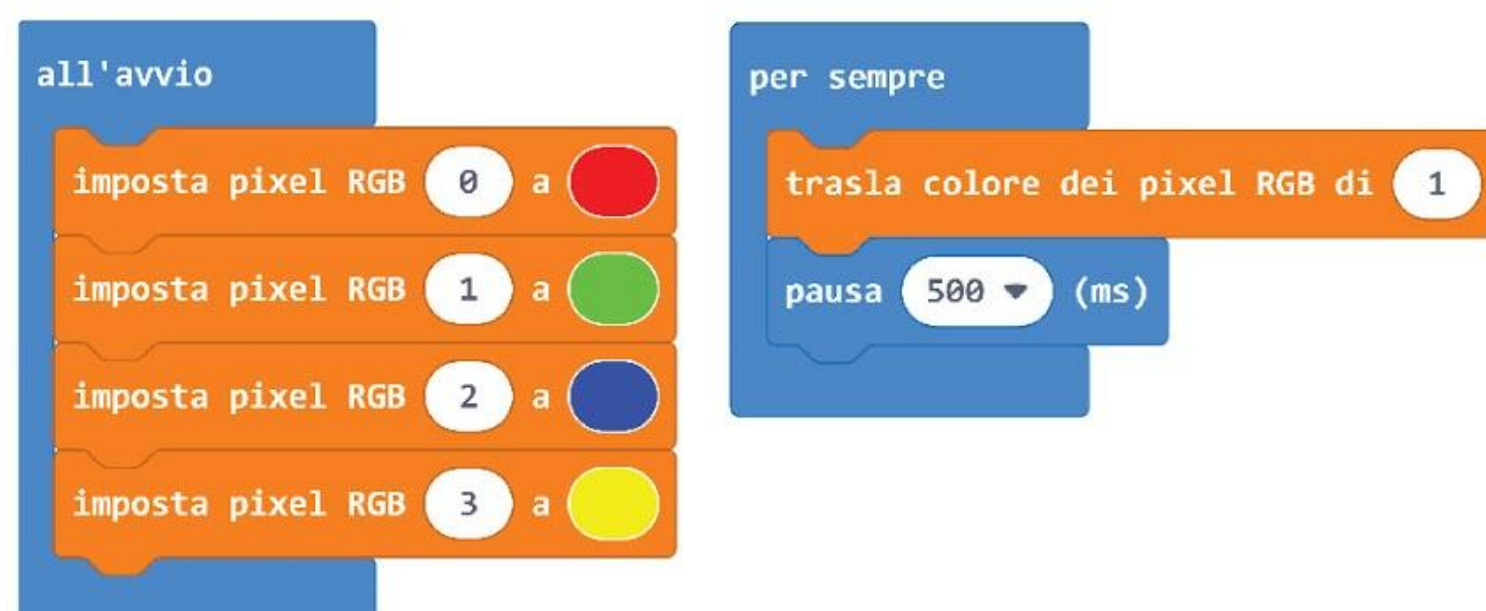 all'avvio
imposta pixel RGB 0 a
imposta pixel RGB 1 a
imposta pixel RGB 2 a
imposta pixel RGB 3 a
per sempre
trasla colore dei pixel RGB di 1
pausa 500 (ms)